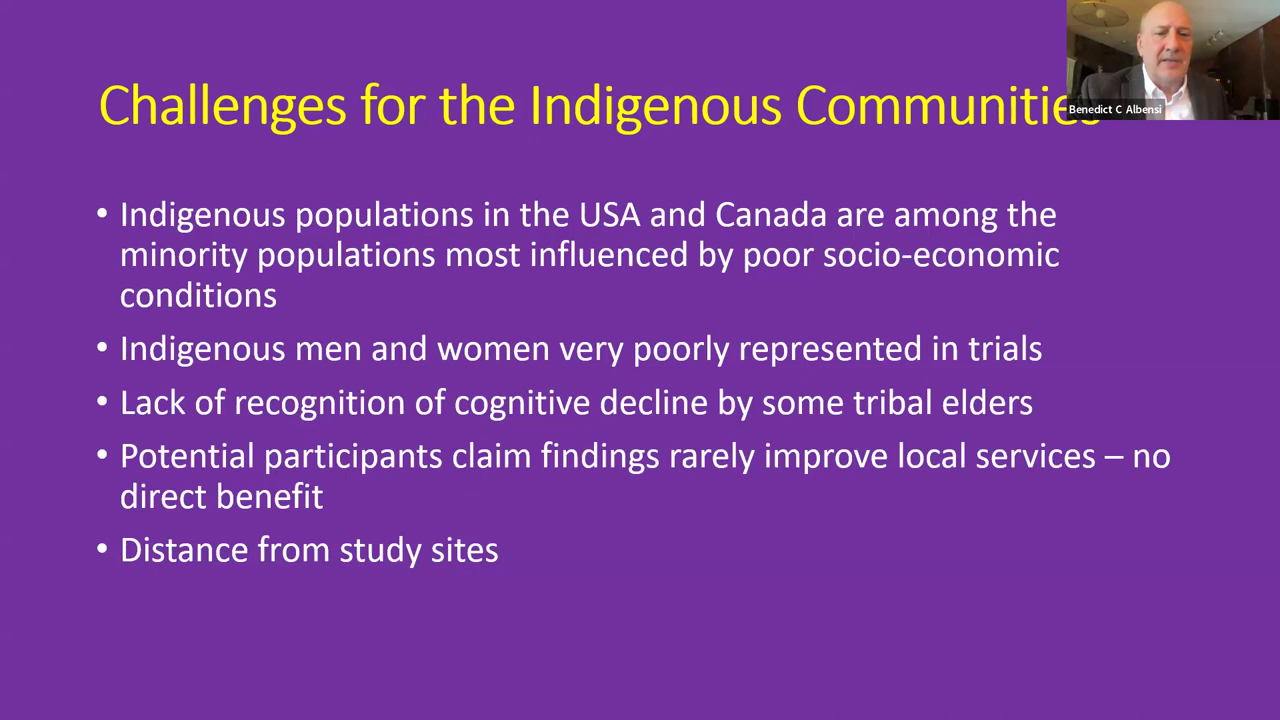 Challenges for the Indigenous Communities
Benedict C Albensi
• Indigenous populations in the USA and Canada are among the
minority populations most influenced by poor socio-economic
conditions
• Indigenous men and women very poorly represented in trials
• Lack of recognition of cognitive decline by some tribal elders
• Potential participants claim findings rarely improve local services – no
direct benefit
• Distance from study sites